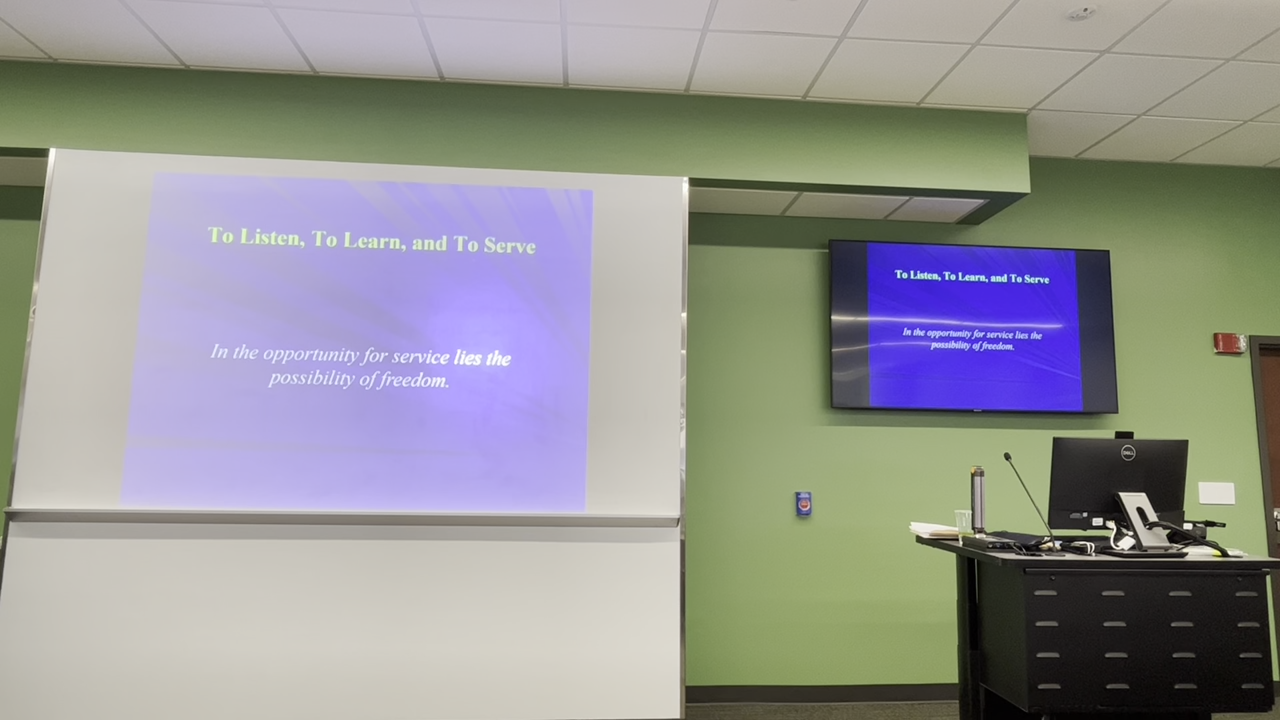 To Listen, To Learn, and To Serve
In the opportunity for service lies the
possibility of freedom.
To Listen, To Learn, and To Serve
In the opportunity for service lies the
possibility of freedom.
DELL